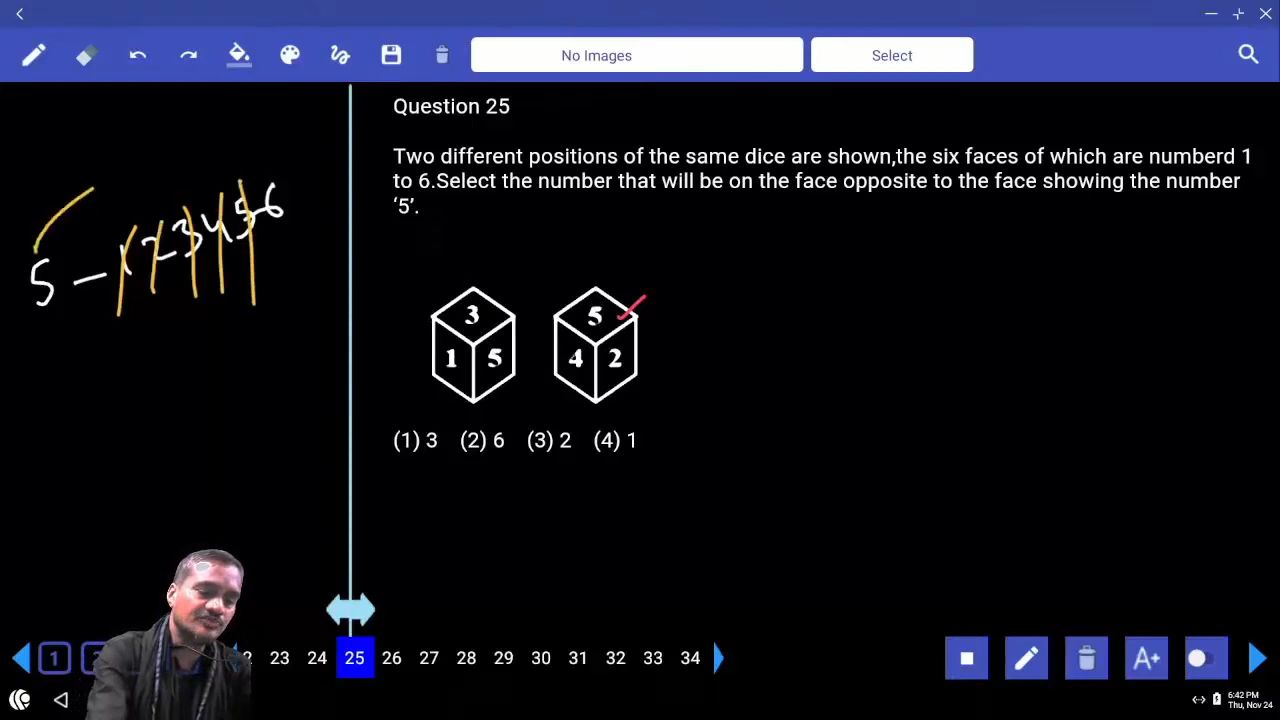 No Images
Select
Question 25
Two different positions of the same dice are shown,the six faces of which are numberd 1
to 6.Select the number that will be on the face opposite to the face showing the number
‘5’.
5 – 1 2 3 4 5 6
3
1 5
5
4 2
(1) 3 (2) 6 (3) 2 (4) 1
1 2 23 24 25 26 27 28 29 30 31 32 33 34
A+
6:42 PM
Thu, Nov 24